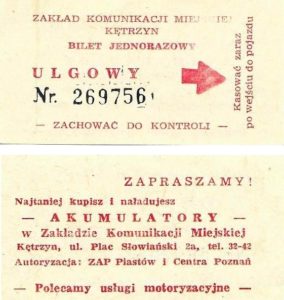 ZAKŁAD KOMUNIKACJI MIEJSKIEJ
KĘTRZYN
BILET JEDNORAZOWY
ULGOWY
Nr. 269756
— ZACHOWAĆ DO KONTROLI —
Kasować zaraz
po wejściu do pojazdu
ZAPRASZAMY!
Najtaniej kupisz i naładujesz
— AKUMULATORY —
w Zakładzie Komunikacji Miejskiej
Kętrzyn, ul. Plac Słowiański 2a, tel. 32-42
Autoryzacja: ZAP Piastów i Centra Poznań
— Polecamy usługi motoryzacyjne —